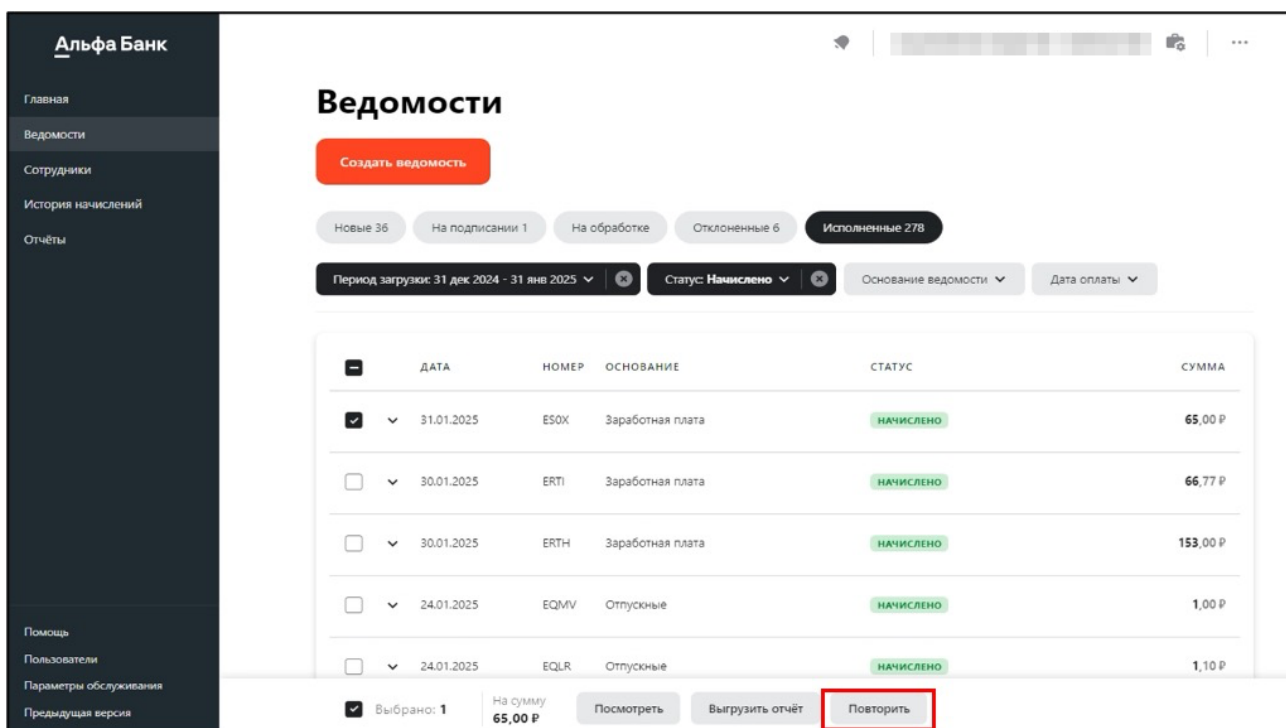 Альфа Банк
Главная
Ведомости
Сотрудники
История начислений
Отчёты
Помощь
Пользователи
Параметры обслуживания
Предыдущая версия
Ведомости
Создать ведомость
Новые 36 На подписании 1 На обработке Отклоненные 6 Исполненные 278
Период загрузки: 31 дек 2024 - 31 янв 2025 Статус: Начислено Основание ведомости Дата оплаты
ДАТА НОМЕР ОСНОВАНИЕ СТАТУС СУММА
31.01.2025 ES0X Заработная плата НАЧИСЛЕНО 65,00 ₽
30.01.2025 ERTI Заработная плата НАЧИСЛЕНО 66,77 ₽
30.01.2025 ERTH Заработная плата НАЧИСЛЕНО 153,00 ₽
24.01.2025 EQMV Отпускные НАЧИСЛЕНО 1,00 ₽
24.01.2025 EQLR Отпускные НАЧИСЛЕНО 1,10 ₽
Выбрано: 1 На сумму 65,00 ₽ Посмотреть Выгрузить отчёт Повторить